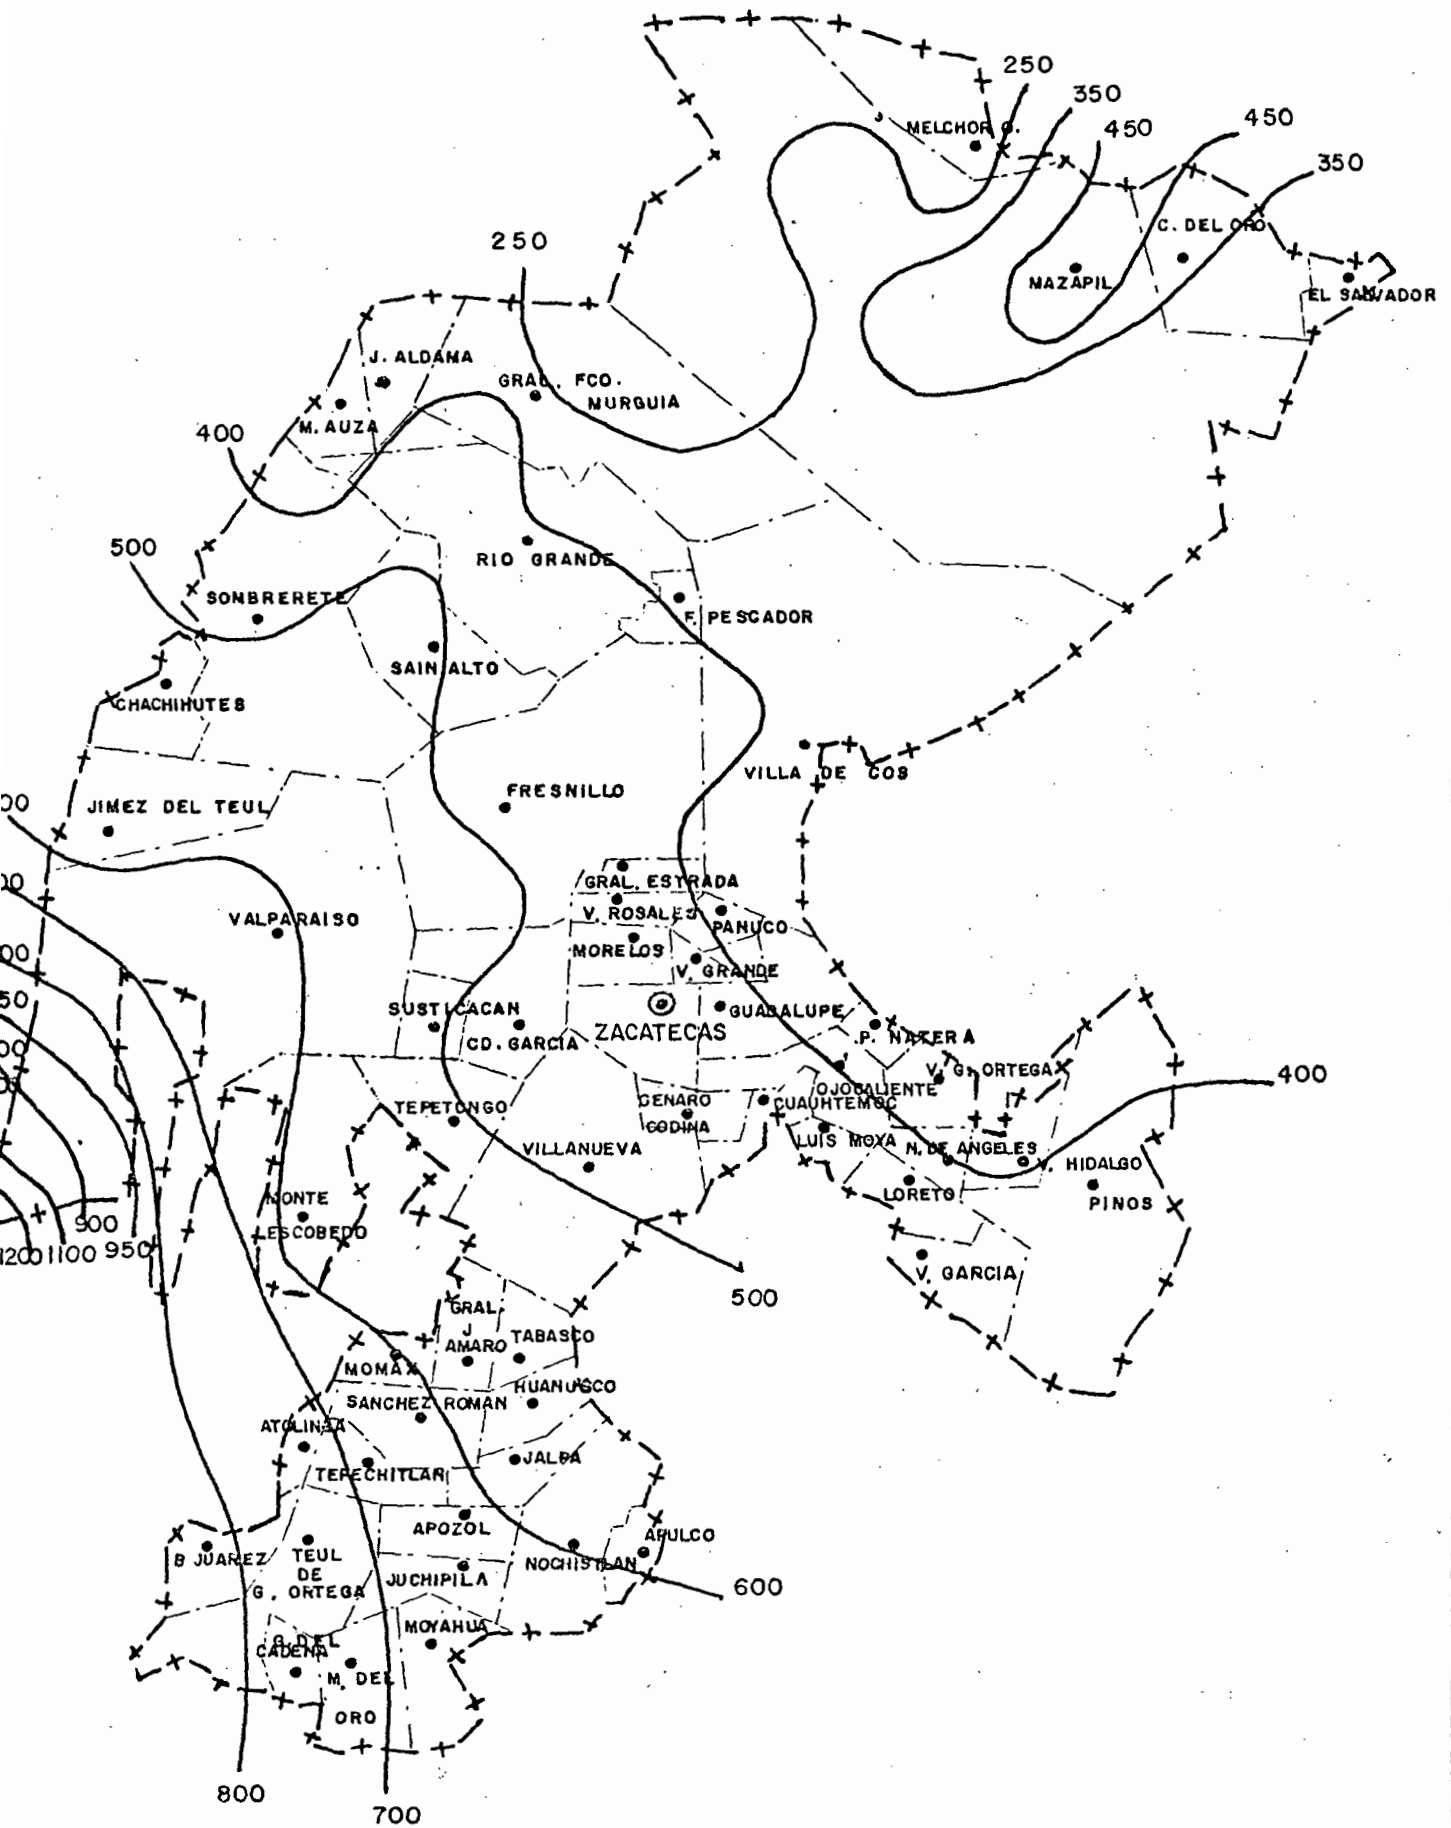 250
350
MELCHOR O.
450
450
350
C. DEL ORO
250
MAZAPIL
EL SALVADOR
J. ALDAMA
GRAL. FCO.
MURGUIA
M. AUZA
400
500
RIO GRANDE
SOMBRERETE
F. PESCADOR
SAIN ALTO
CHACHIHUTES
VILLA DE COS
FRESNILLO
JIMEZ DEL TEUL
GRAL. ESTRADA
V. ROSALES
VALPARAISO
PANUCO
MORELOS
V. GRANDE
SUSTICACAN
GUADALUPE
ZACATECAS
CD. GARCIA
P. NATERA
V. G. ORTEGA
400
OJOCALIENTE
CUAUHTEMOC
TEPETONGO
GENARO
CODINA
LUIS MOYA
N. DE ANGELES
VILLANUEVA
V. HIDALGO
LORETO
PINOS
MONTE
ESCOBEDO
900
1200
1100
950
V. GARCIA
500
GRAL.
J
AMARO
TABASCO
MOMAX
HUANUSCO
SANCHEZ ROMAN
ATOLINGA
JALPA
TEPECHITLAN
APOZOL
APULCO
B JUAREZ
TEUL
DE
G. ORTEGA
NOCHISTLAN
JUCHIPILA
600
MOYAHUA
G. DEL
CADENA
M. DEL
ORO
800
700